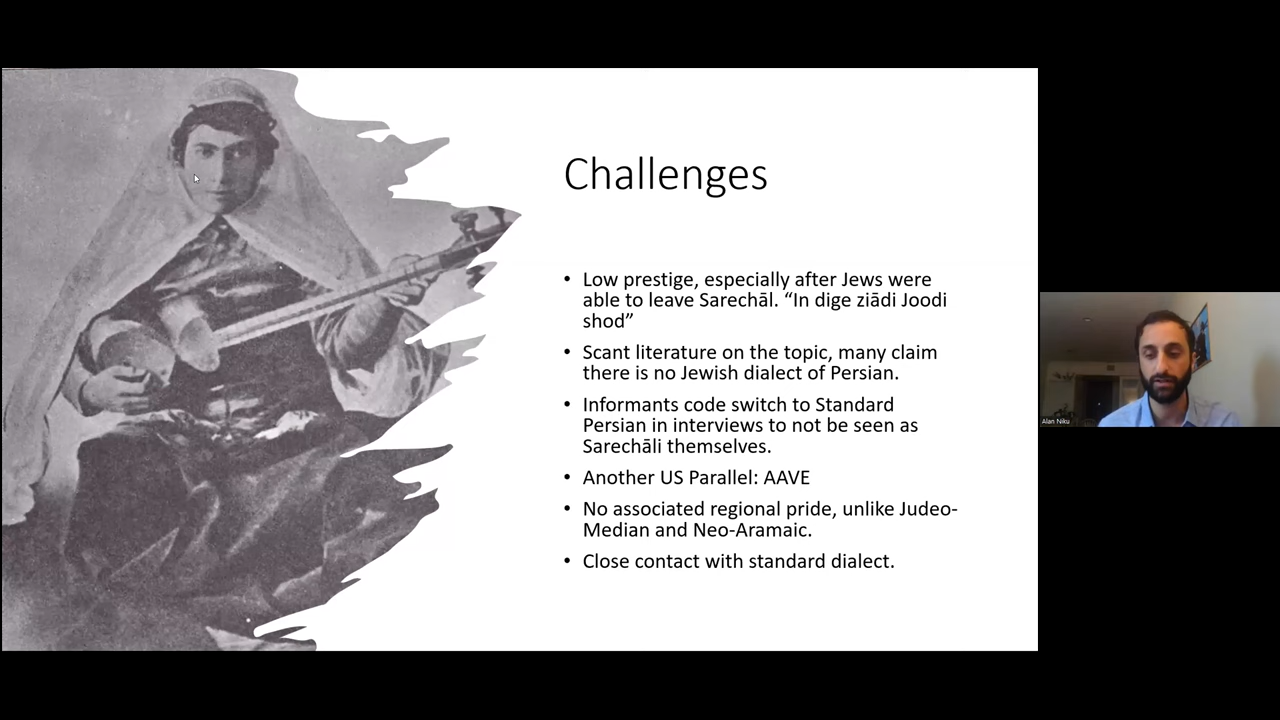 Challenges
• Low prestige, especially after Jews were
able to leave Sarechāl. “In dige ziādi Joodi
shod”
• Scant literature on the topic, many claim
there is no Jewish dialect of Persian.
• Informants code switch to Standard
Persian in interviews to not be seen as
Sarechāli themselves.
• Another US Parallel: AAVE
• No associated regional pride, unlike Judeo-
Median and Neo-Aramaic.
• Close contact with standard dialect.
Alan Niku